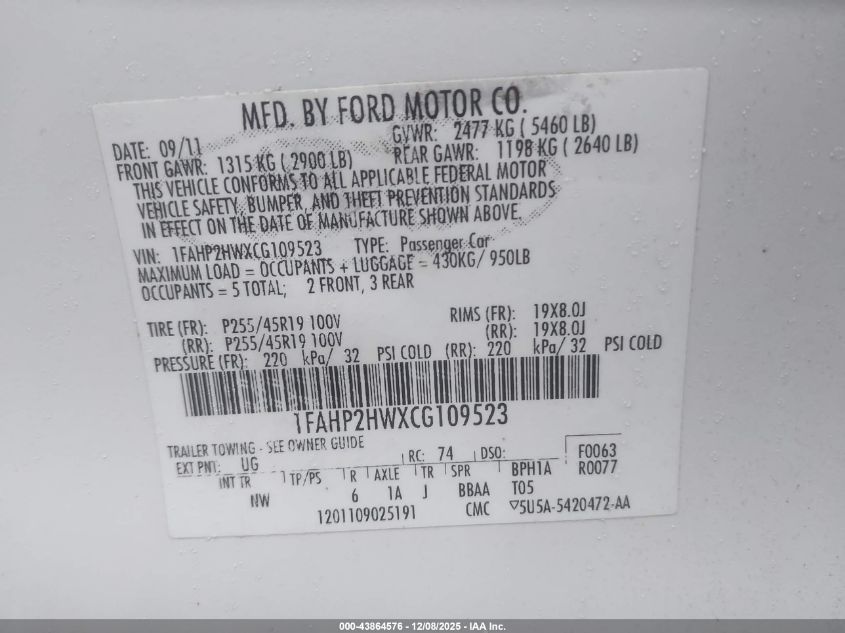 MFD. BY FORD MOTOR CO.
DATE: 09/11 GVWR: 2477 KG ( 5460 LB)
FRONT GAWR: 1315 KG ( 2900 LB) REAR GAWR: 1198 KG ( 2640 LB)
THIS VEHICLE CONFORMS TO ALL APPLICABLE FEDERAL MOTOR
VEHICLE SAFETY, BUMPER, AND THEFT PREVENTION STANDARDS
IN EFFECT ON THE DATE OF MANUFACTURE SHOWN ABOVE.
VIN: 1FAHP2HWXCG109523 TYPE: Passenger Car
MAXIMUM LOAD = OCCUPANTS + LUGGAGE = 430KG/ 950LB
OCCUPANTS = 5 TOTAL; 2 FRONT, 3 REAR
TIRE (FR): P255/45R19 100V RIMS (FR): 19X8.0J
(RR): P255/45R19 100V (RR): 19X8.0J
PRESSURE (FR): 220 kPa/ 32 PSI COLD (RR): 220 kPa/ 32 PSI COLD
1FAHP2HWXCG109523
TRAILER TOWING - SEE OWNER GUIDE
EXT PNT: UG RC: 74 DSO: F0063
INT TR TP/PS R AXLE TR SPR BPH1A R0077
NW 6 1A J BBAA T05
1201109025191 CMC ▽5U5A-5420472-AA
000-43864576 - 12/08/2025 - IAA Inc.